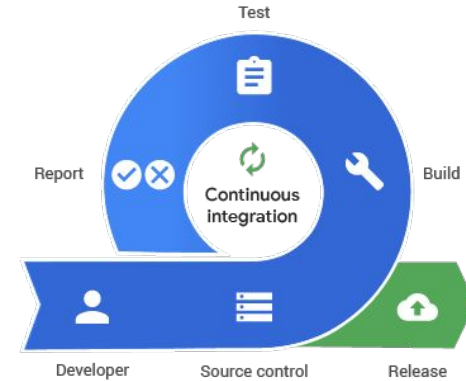 Test
Report
Build
Continuous
integration
Developer
Source control
Release